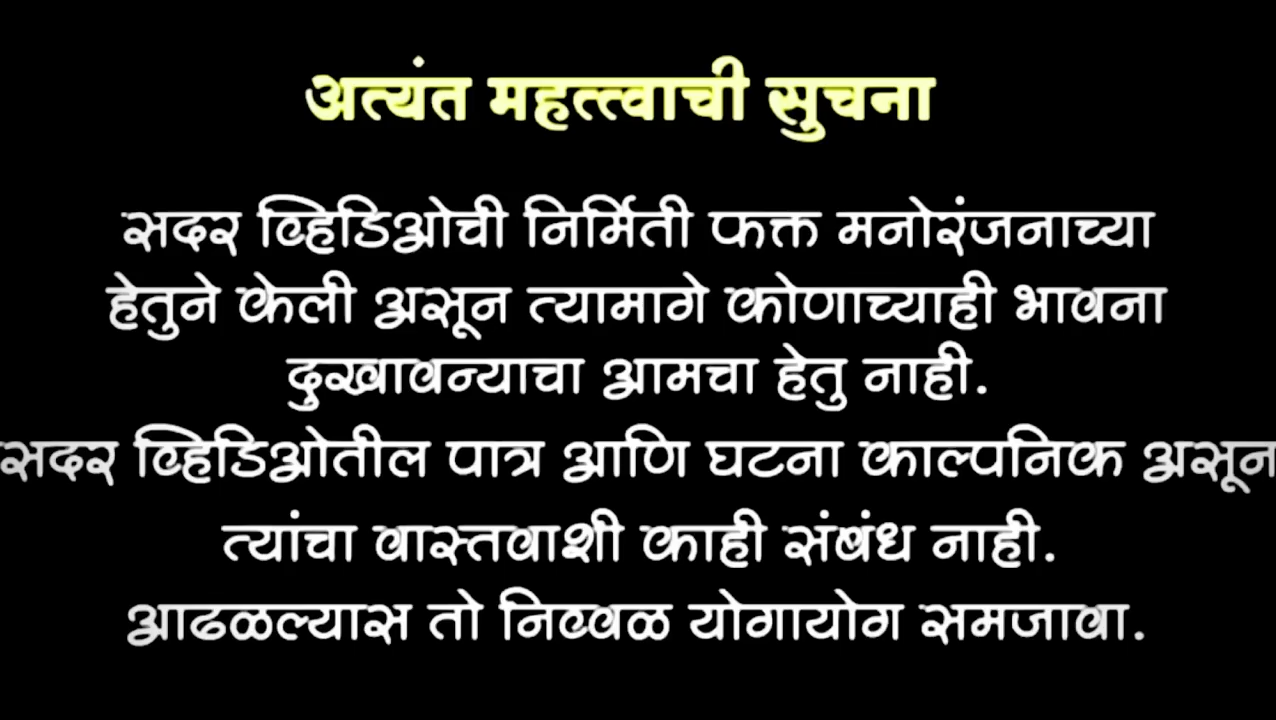 अत्यंत महत्त्वाची सुचना
सदर व्हिडिओची निर्मिती फक्त मनोरंजनाच्या
हेतुने केली असून त्यामागे कोणाच्याही भावना
दुखावन्याचा आमचा हेतु नाही.
सदर व्हिडिओतील पात्र आणि घटना काल्पनिक असून
त्यांचा वास्तवाशी काही संबंध नाही.
आढळल्यास तो निव्वळ योगायोग समजावा.